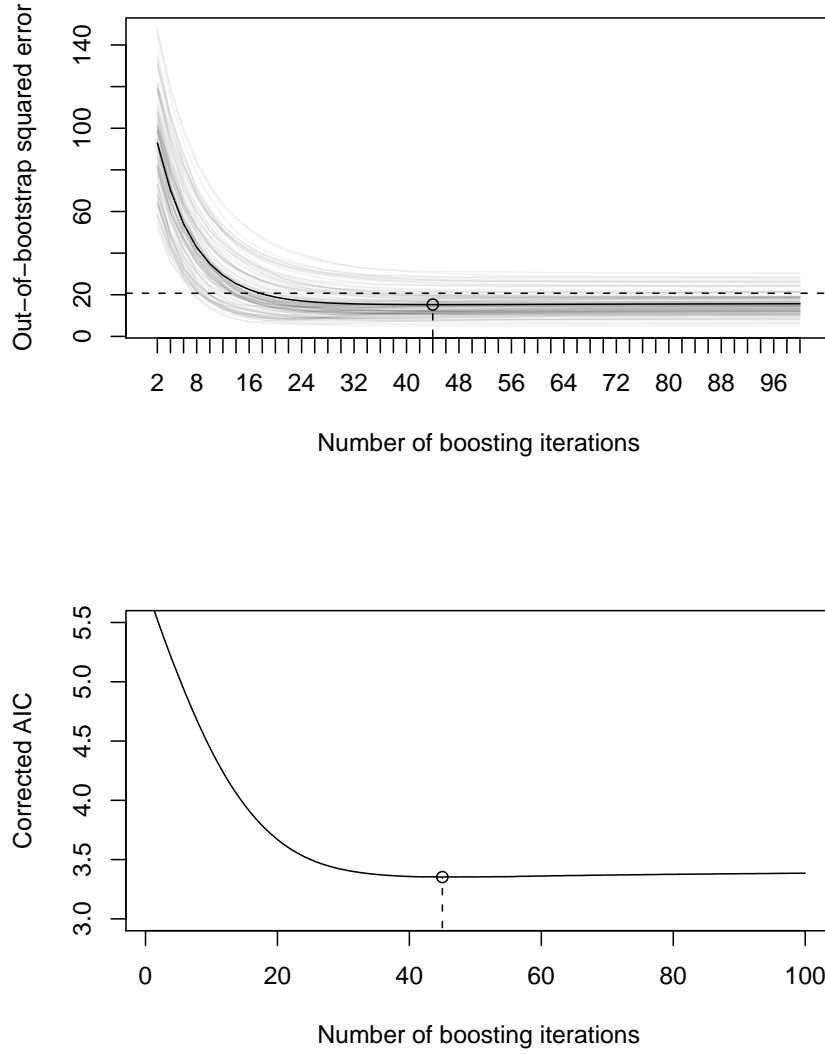 Out−of−bootstrap squared error
140
100
60
20
0
2 8 16 24 32 40 48 56 64 72 80 88 96
Number of boosting iterations
Corrected AIC
5.5
5.0
4.5
4.0
3.5
3.0
0 20 40 60 80 100
Number of boosting iterations